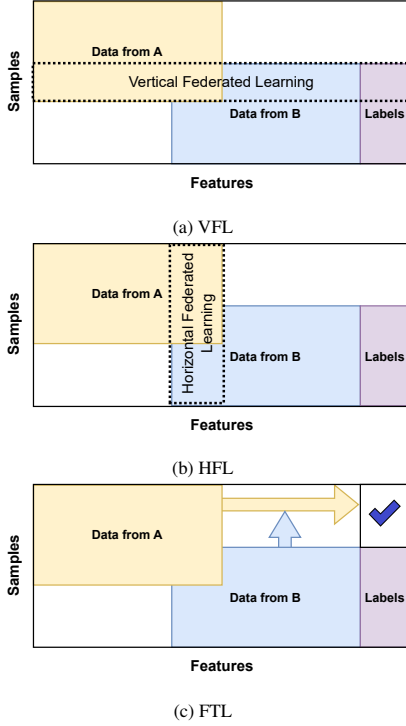 Samples
Data from A
Vertical Federated Learning
Data from B
Labels
Features
(a) VFL
Samples
Data from A
Horizontal Federated
Learning
Data from B
Labels
Features
(b) HFL
Samples
Data from A
Data from B
Labels
Features
(c) FTL